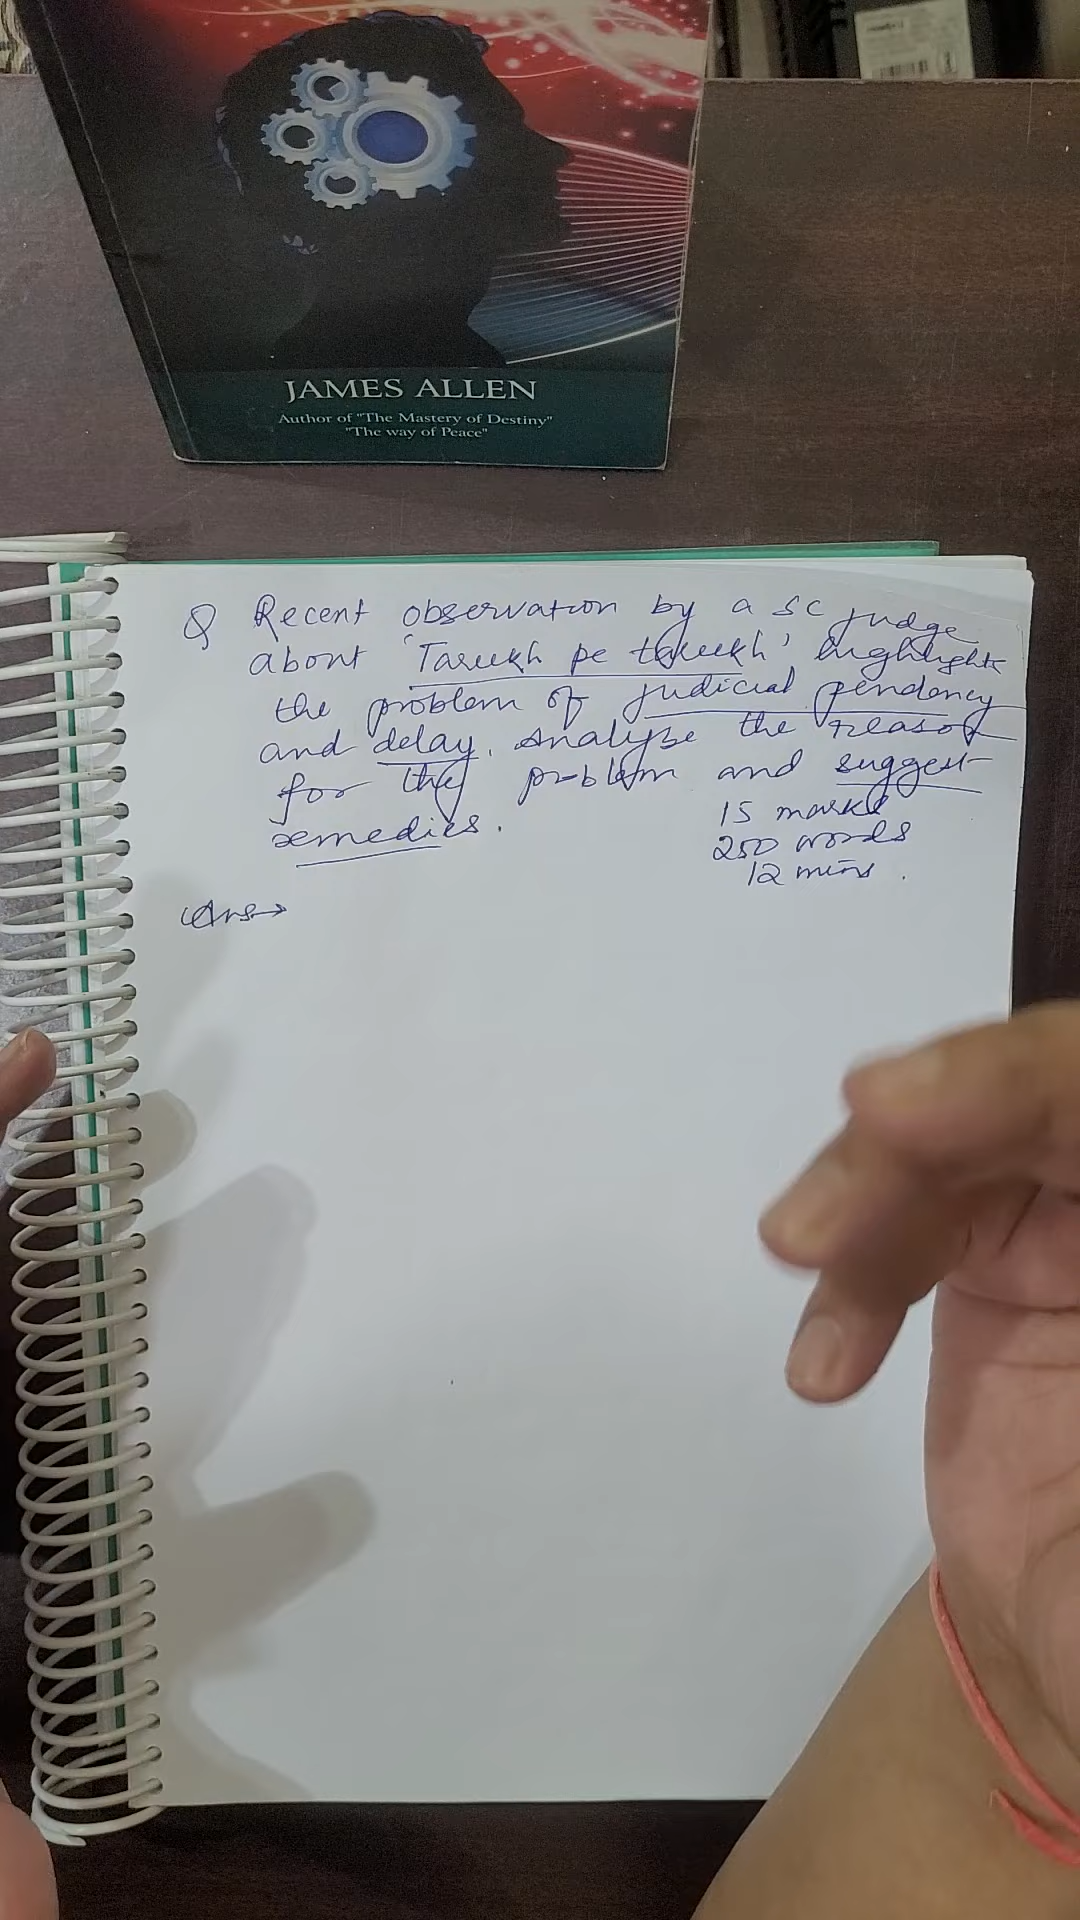 JAMES ALLEN
Author of "The Mastery of Destiny"
"The way of Peace"
Q Recent observation by a SC Judge
about 'Tareekh pe tareekh' highlights
the problem of judicial pendency
and delay. Analyse the reason
for they problem and suggest
remedies.
15 marks
250 words
12 mins.
Ans→